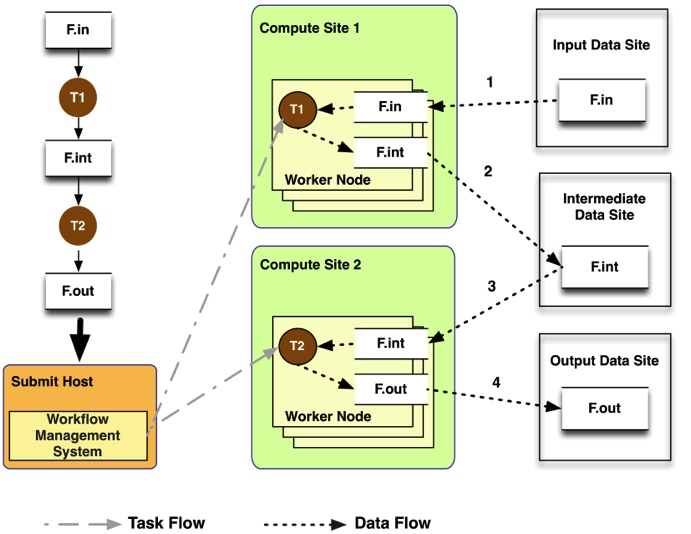 F.in
T1
F.int
T2
F.out
Submit Host
Workflow
Management
System
Compute Site 1
T1
F.in
F.int
Worker Node
Compute Site 2
T2
F.int
F.out
Worker Node
1
2
3
4
Input Data Site
F.in
Intermediate
Data Site
F.int
Output Data Site
F.out
Task Flow
Data Flow